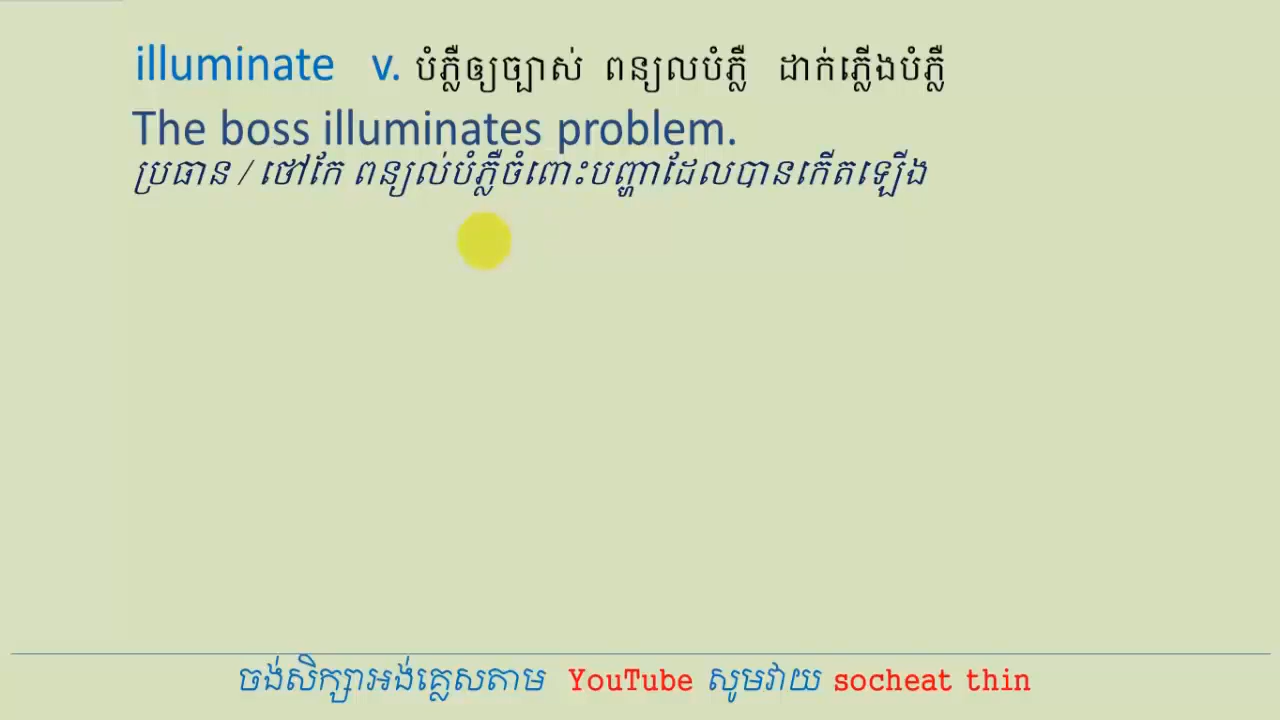 illuminate v. បំភ្លឺឲ្យច្បាស់ ពន្យលបំភ្លឺ ដាក់ភ្លើងបំភ្លឺ
The boss illuminates problem.
ប្រធាន / ថៅកែ ពន្យល់បំភ្លឺចំពោះបញ្ហាដែលបានកើតឡើង
ចង់សិក្សាអង់គ្លេសតាម YouTube សូមវាយ socheat thin